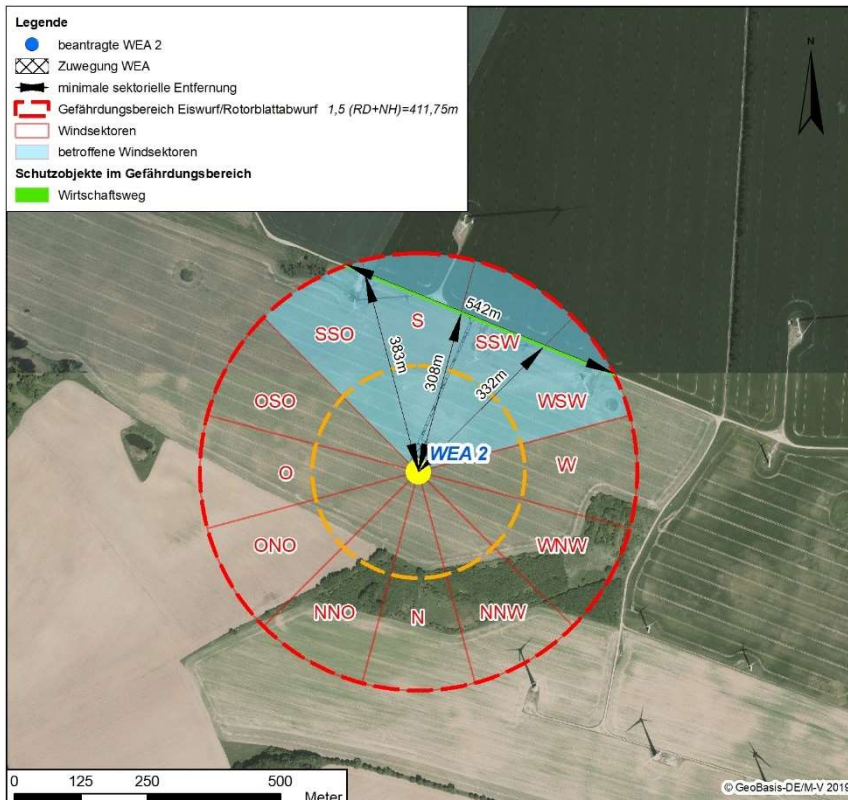 Legende
beantragte WEA 2
Zuwegung WEA
minimale sektorielle Entfernung
Gefährdungsbereich Eiswurf/Rotorblattabwurf 1,5 (RD+NH)=411,75m
Windsektoren
betroffene Windsektoren
Schutzobjekte im Gefährdungsbereich
Wirtschaftsweg
N
542m
S
SSO
SSW
383m
308m
332m
OSO
WSW
WEA 2
O
W
ONO
WNW
NNO
N
NNW
0 125 250 500
Meter
© GeoBasis-DE/M-V 2019